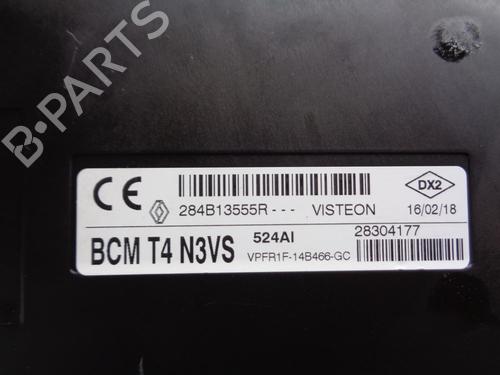 B-PARTS
CE
DX2
284B13555R - - - VISTEON 16/02/18
BCM T4 N3VS 524AI 28304177
VPFR1F-14B466-GC